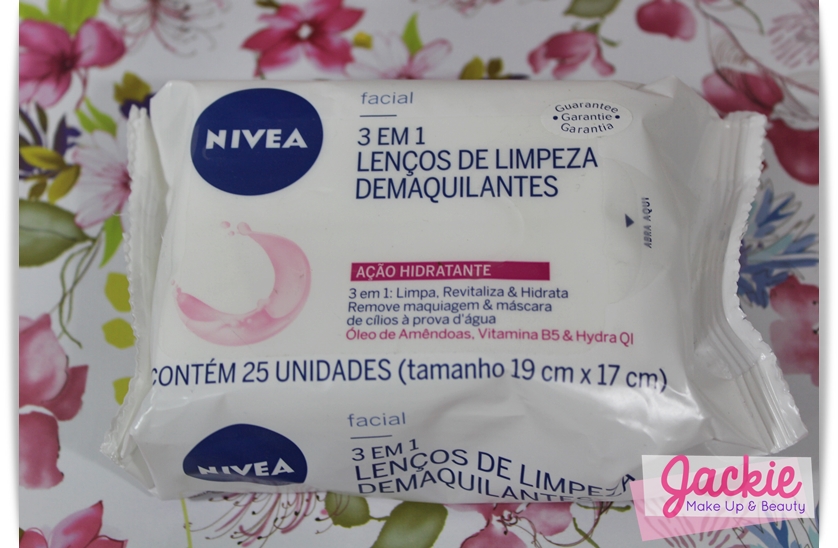 NIVEA
facial
3 EM 1
LENÇOS DE LIMPEZA
DEMAQUILANTES
Guarantee
• Garantie •
Garantia
ABRA AQUI
AÇÃO HIDRATANTE
3 em 1: Limpa, Revitaliza & Hidrata
Remove maquiagem & máscara
de cílios à prova d'água
Óleo de Amêndoas, Vitamina B5 & Hydra QI
CONTÉM 25 UNIDADES (tamanho 19 cm x 17 cm)
NIVEA
facial
3 EM 1
LENÇOS DE LIMPEZA
DEMAQUILANTES
Jackie
Make Up & Beauty